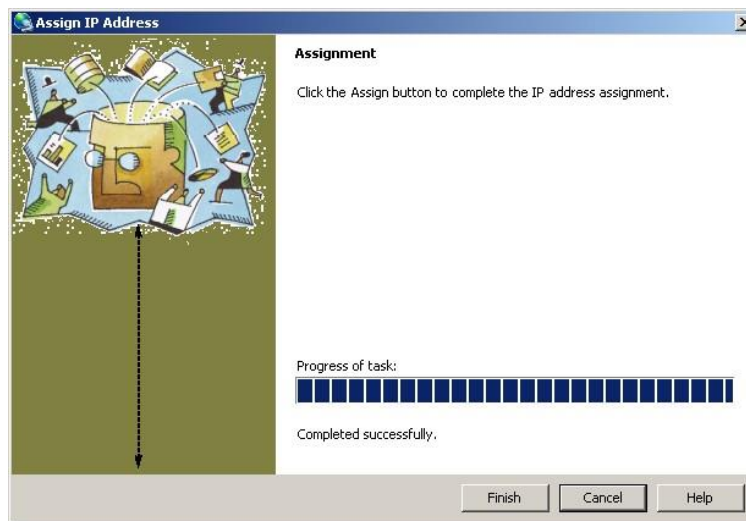 Assign IP Address
Assignment
Click the Assign button to complete the IP address assignment.
Progress of task:
Completed successfully.
Finish Cancel Help